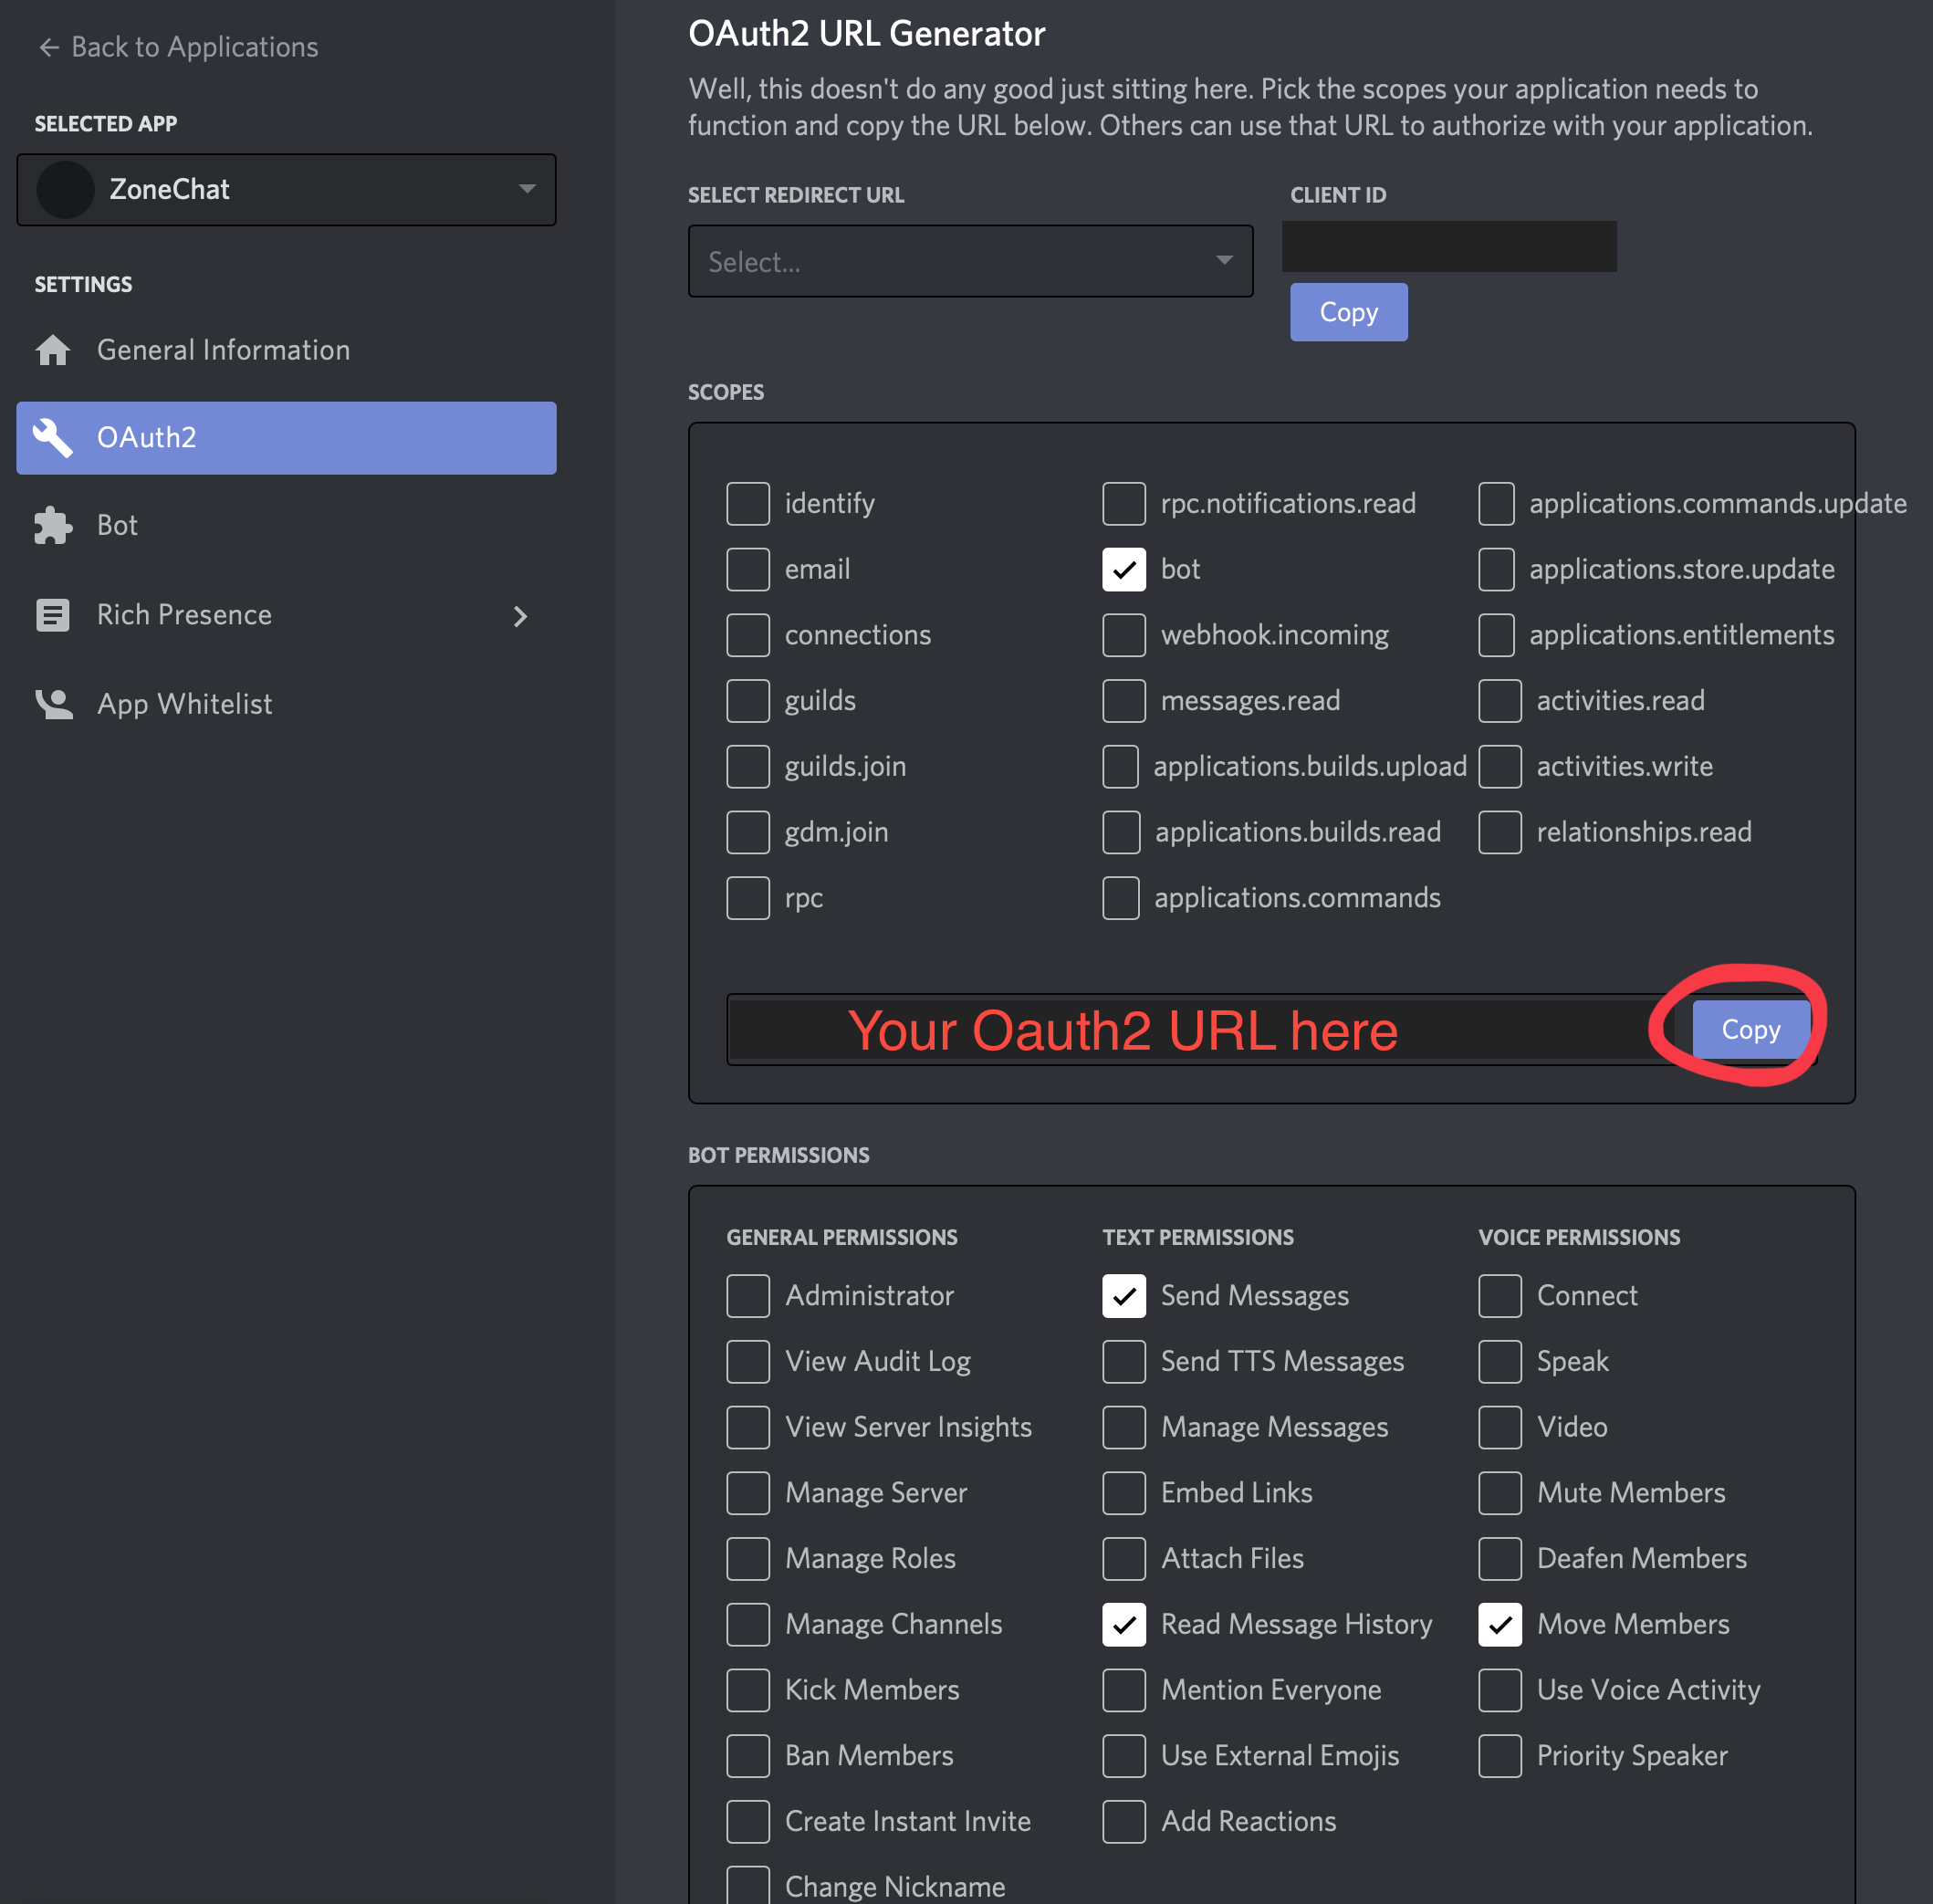 ← Back to Applications
SELECTED APP
ZoneChat
SETTINGS
General Information
OAuth2
Bot
Rich Presence
App Whitelist
OAuth2 URL Generator
Well, this doesn't do any good just sitting here. Pick the scopes your application needs to
function and copy the URL below. Others can use that URL to authorize with your application.
SELECT REDIRECT URL
Select...
CLIENT ID
Copy
SCOPES
identify
email
connections
guilds
guilds.join
gdm.join
rpc
rpc.notifications.read
bot
webhook.incoming
messages.read
applications.builds.upload
applications.builds.read
applications.commands
applications.commands.update
applications.store.update
applications.entitlements
activities.read
activities.write
relationships.read
Your Oauth2 URL here
Copy
BOT PERMISSIONS
GENERAL PERMISSIONS
Administrator
View Audit Log
View Server Insights
Manage Server
Manage Roles
Manage Channels
Kick Members
Ban Members
Create Instant Invite
Change Nickname
TEXT PERMISSIONS
Send Messages
Send TTS Messages
Manage Messages
Embed Links
Attach Files
Read Message History
Mention Everyone
Use External Emojis
Add Reactions
VOICE PERMISSIONS
Connect
Speak
Video
Mute Members
Deafen Members
Move Members
Use Voice Activity
Priority Speaker